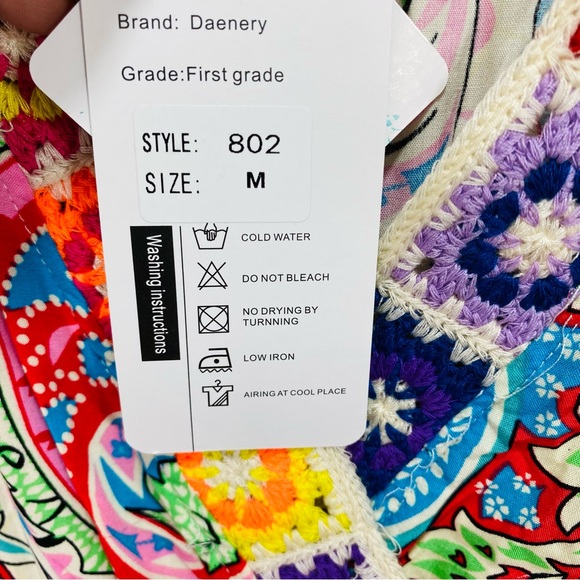 Brand: Daenery
Grade:First grade
STYLE: 802
SIZE: M
Washing instructions
COLD WATER
DO NOT BLEACH
NO DRYING BY
TURNNING
LOW IRON
AIRING AT COOL PLACE